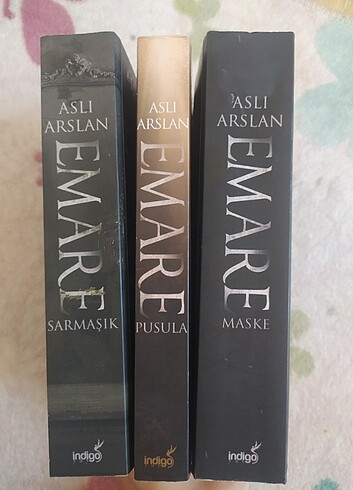 ASLI
ARSLAN
EMARE
SARMAŞIK
indigo
ASLI
ARSLAN
EMARE
PUSULA
indigo
ASLI
ARSLAN
EMARE
MASKE
indigo